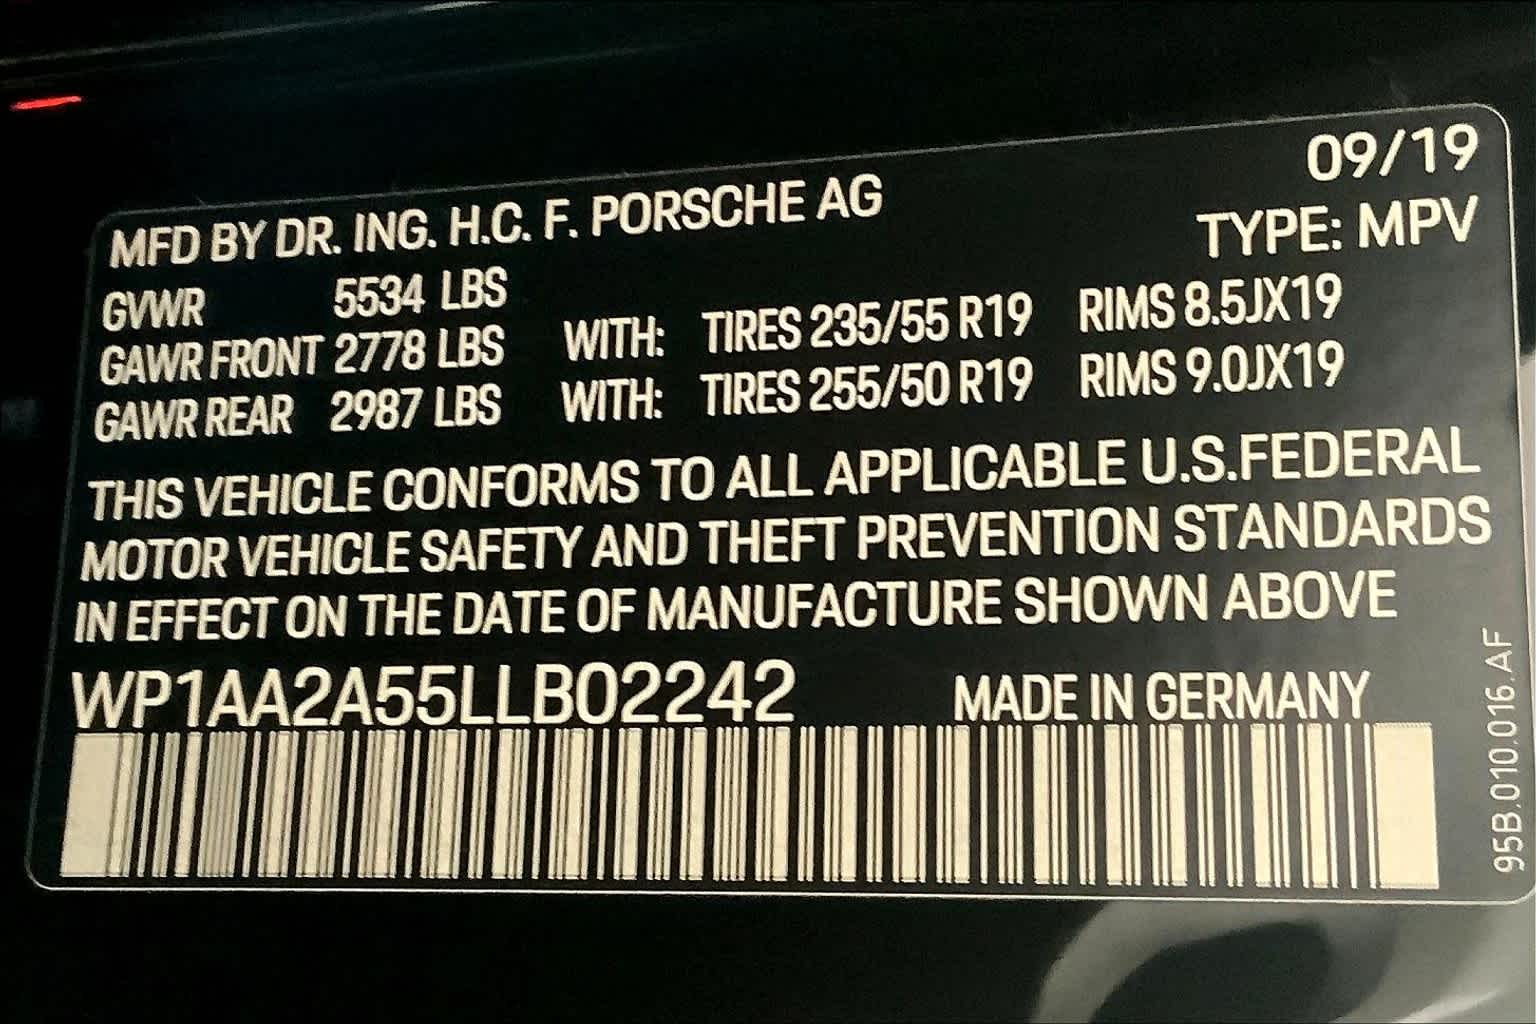 09/19
MFD BY DR. ING. H.C. F. PORSCHE AG
TYPE: MPV
GVWR 5534 LBS
GAWR FRONT 2778 LBS WITH: TIRES 235/55 R19 RIMS 8.5JX19
GAWR REAR 2987 LBS WITH: TIRES 255/50 R19 RIMS 9.0JX19
THIS VEHICLE CONFORMS TO ALL APPLICABLE U.S.FEDERAL
MOTOR VEHICLE SAFETY AND THEFT PREVENTION STANDARDS
IN EFFECT ON THE DATE OF MANUFACTURE SHOWN ABOVE
WP1AA2A55LLB02242 MADE IN GERMANY
95B.010.016.AF